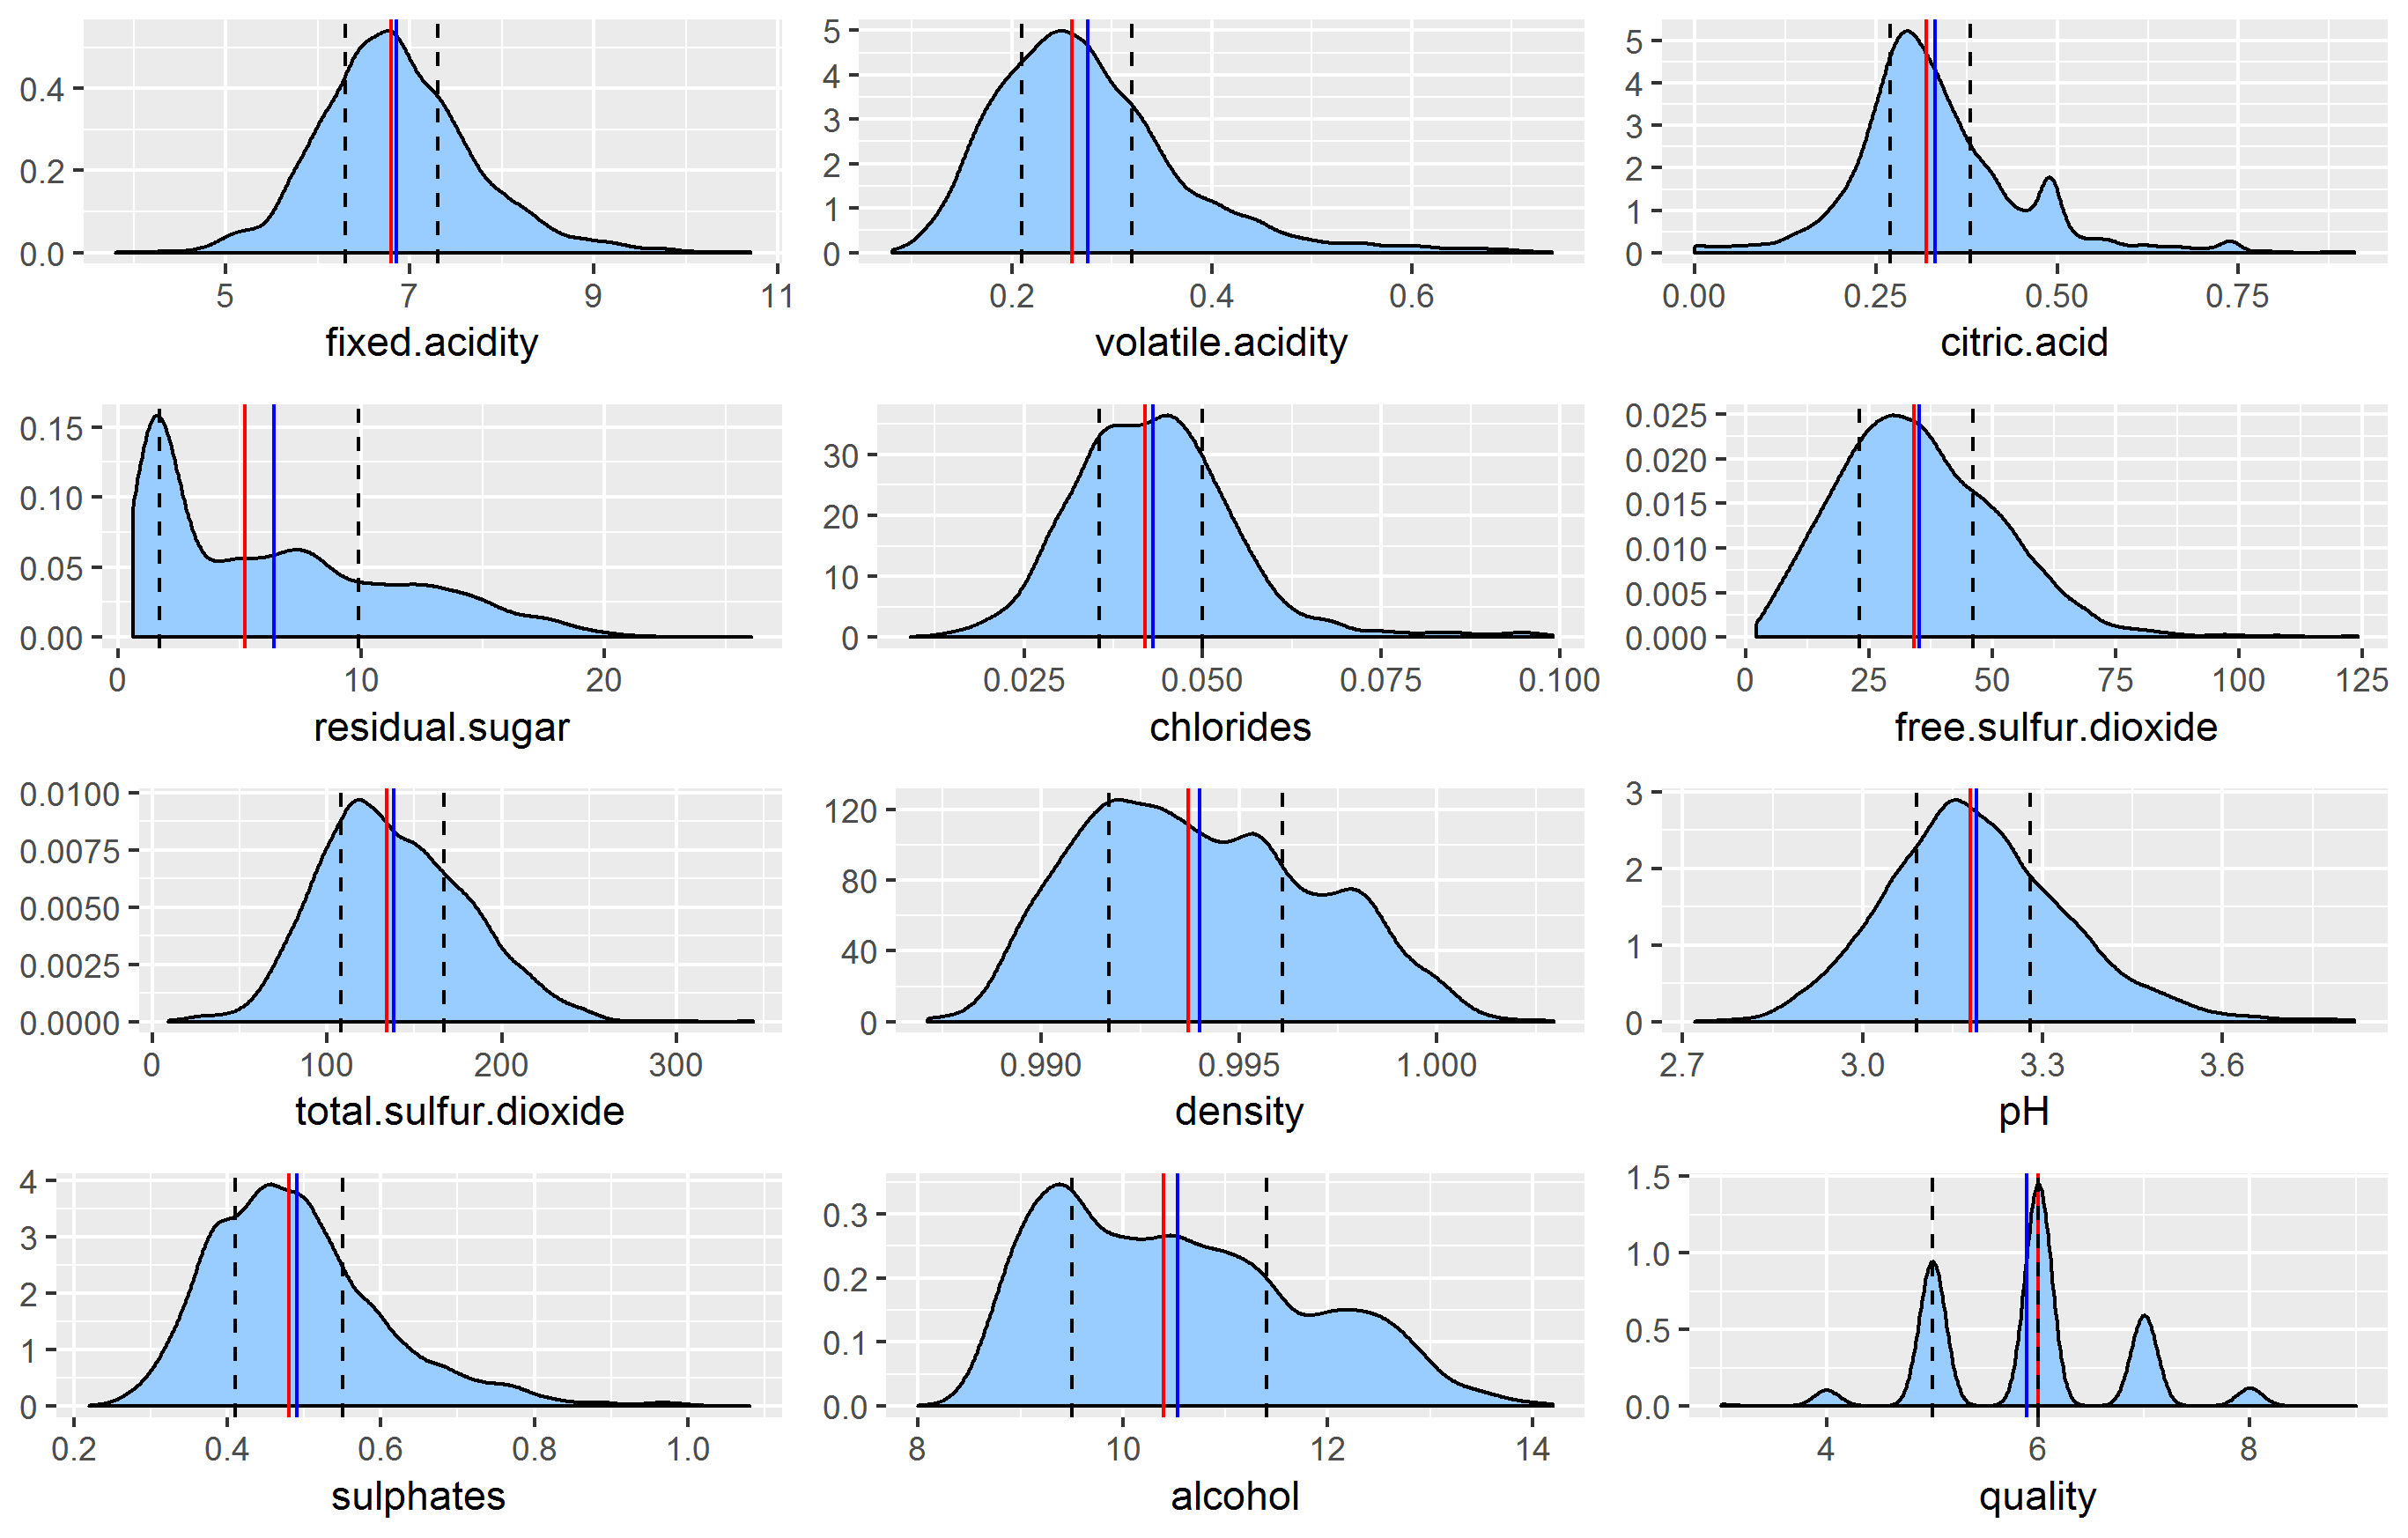 0.4
0.2
0.0
5 7 9 11
fixed.acidity
5
4
3
2
1
0
0.2 0.4 0.6
volatile.acidity
5
4
3
2
1
0
0.00 0.25 0.50 0.75
citric.acid
0.15
0.10
0.05
0.00
0 10 20
residual.sugar
30
20
10
0
0.025 0.050 0.075 0.100
chlorides
0.025
0.020
0.015
0.010
0.005
0.000
0 25 50 75 100 125
free.sulfur.dioxide
0.0100
0.0075
0.0050
0.0025
0.0000
0 100 200 300
total.sulfur.dioxide
120
80
40
0
0.990 0.995 1.000
density
3
2
1
0
2.7 3.0 3.3 3.6
pH
4
3
2
1
0
0.2 0.4 0.6 0.8 1.0
sulphates
0.3
0.2
0.1
0.0
8 10 12 14
alcohol
1.5
1.0
0.5
0.0
4 6 8
quality